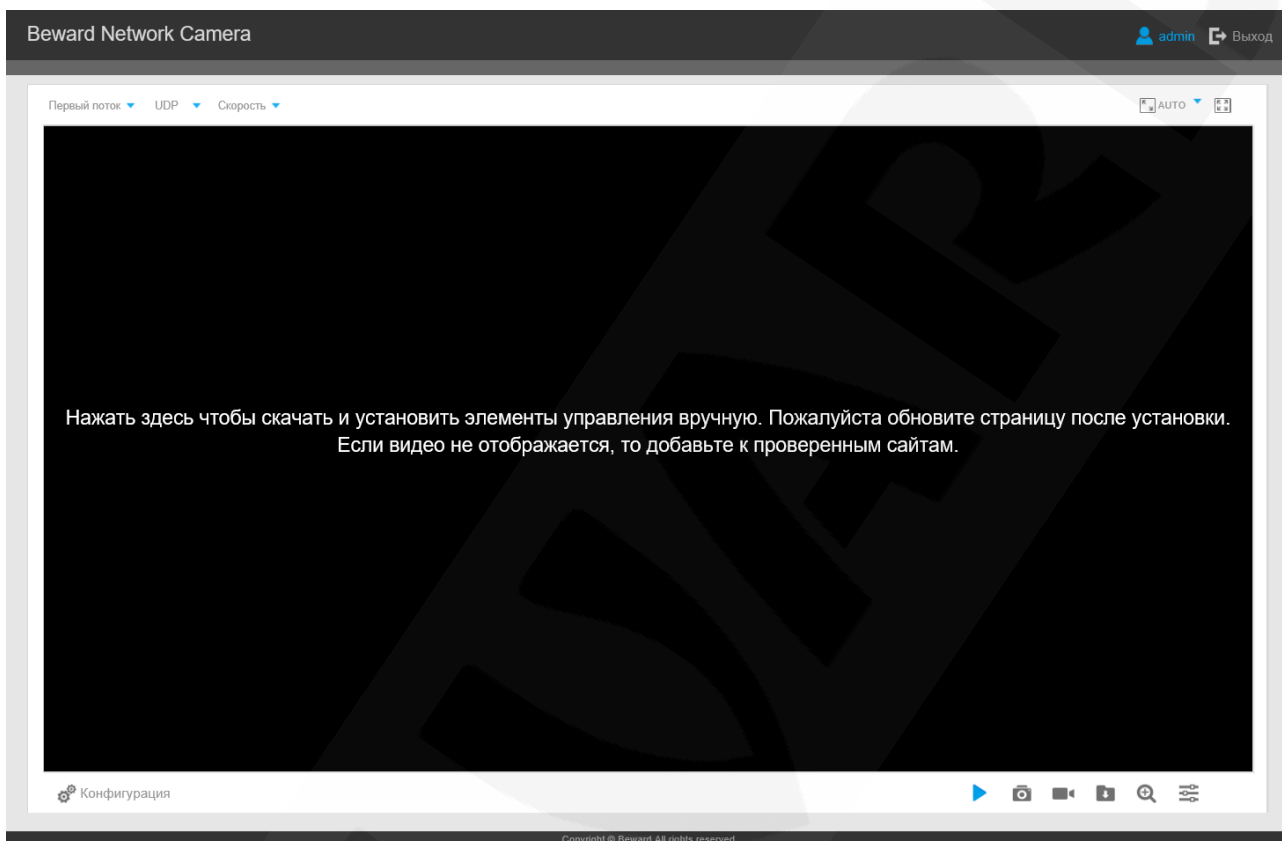 Beward Network Camera
admin Выход
Первый поток UDP Скорость AUTO
Нажать здесь чтобы скачать и установить элементы управления вручную. Пожалуйста обновите страницу после установки.
Если видео не отображается, то добавьте к проверенным сайтам.
Конфигурация
Copyright © Beward All rights reserved